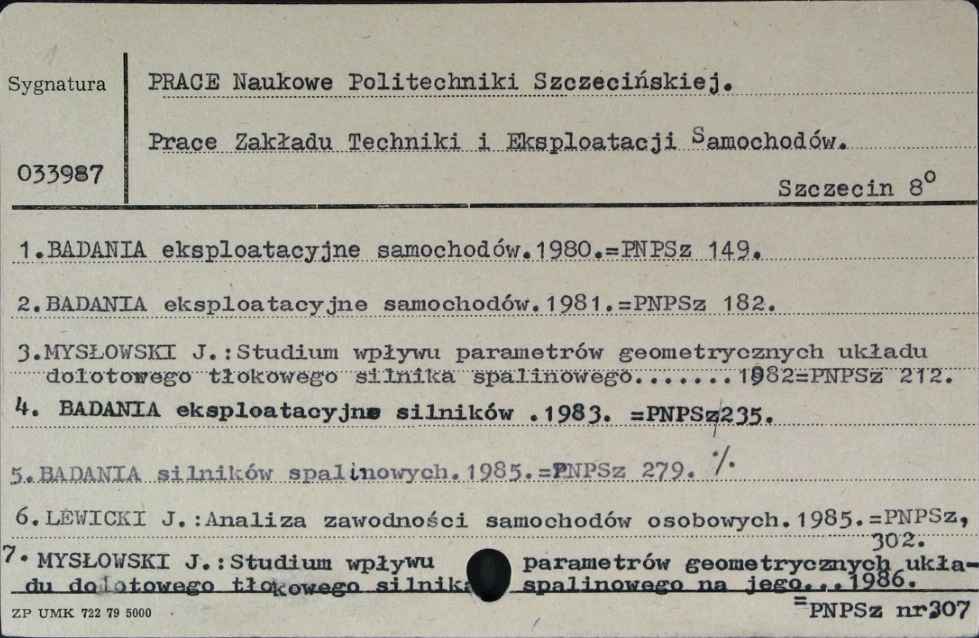 Sygnatura
PRACE Naukowe Politechniki Szczecińskiej.
Prace Zakładu Techniki i Eksploatacji Samochodów.
033987
Szczecin 8o
1.BADANIA eksploatacyjne samochodów.1980.=PNPSz 149.
2.BADANIA eksploatacyjne samochodów.1981.=PNPSz 182.
3.MYSŁOWSKI J.:Studium wpływu parametrów geometrycznych układu
dolotowego tłokowego silnika spalinowego.......1982=PNPSz 212.
4. BADANIA eksploatacyjne silników .1983. =PNPSz/235.
5.BADANIA silników spalinowych.1985.=PNPSz 279. ٪
6.LEWICKI J.:Analiza zawodności samochodów osobowych.1985.=PNPSz,
302.
7. MYSŁOWSKI J.:Studium wpływu parametrów geometrycznych ukła-
du dolotowego tłokowego silnika spalinowego na jego...1986.
=PNPSz nr307
ZP UMK 722 79 5000